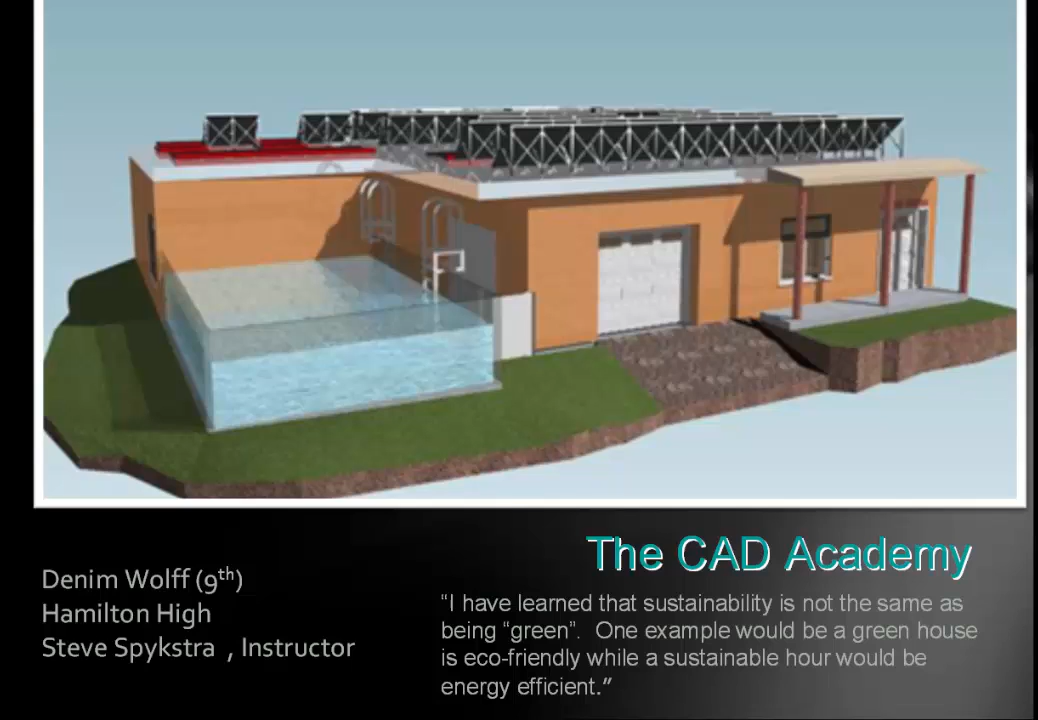 The CAD Academy
Denim Wolff (9th)
Hamilton High
Steve Spykstra , Instructor
“I have learned that sustainability is not the same as
being “green”. One example would be a green house
is eco-friendly while a sustainable hour would be
energy efficient.”